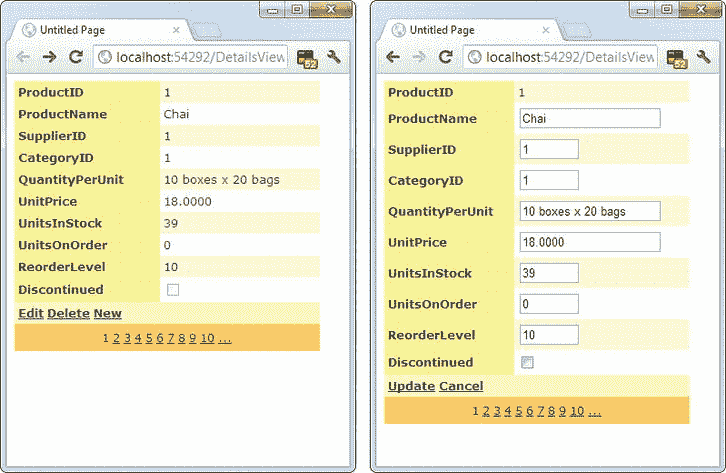 Untitled Page
localhost:54292/DetailsView
52
ProductID 1
ProductName Chai
SupplierID 1
CategoryID 1
QuantityPerUnit 10 boxes x 20 bags
UnitPrice 18.0000
UnitsInStock 39
UnitsOnOrder 0
ReorderLevel 10
Discontinued
Edit Delete New
1 2 3 4 5 6 7 8 9 10 ...
Untitled Page
localhost:54292/DetailsView
52
ProductID 1
ProductName Chai
SupplierID 1
CategoryID 1
QuantityPerUnit 10 boxes x 20 bags
UnitPrice 18.0000
UnitsInStock 39
UnitsOnOrder 0
ReorderLevel 10
Discontinued
Update Cancel
1 2 3 4 5 6 7 8 9 10 ...